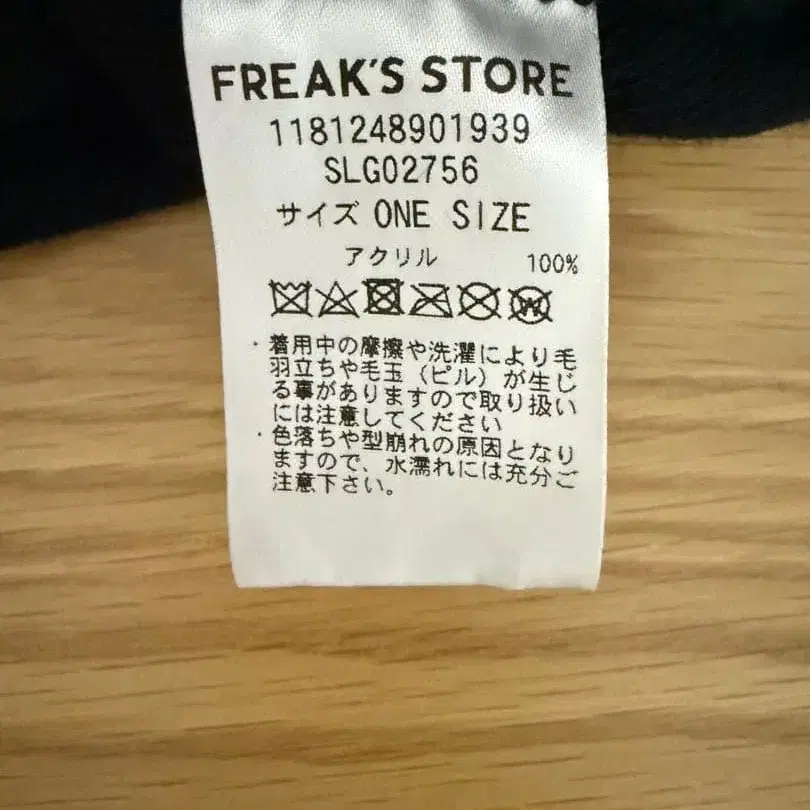 FREAK'S STORE
1181248901939
SLG02756
サイズ ONE SIZE
アクリル 100%
・着用中の摩擦や洗濯により毛
羽立ちや毛玉（ピル）が生じ
る事がありますので取り扱い
には注意してください
・色落ちや型崩れの原因となり
ますので、水濡れには充分ご
注意下さい。